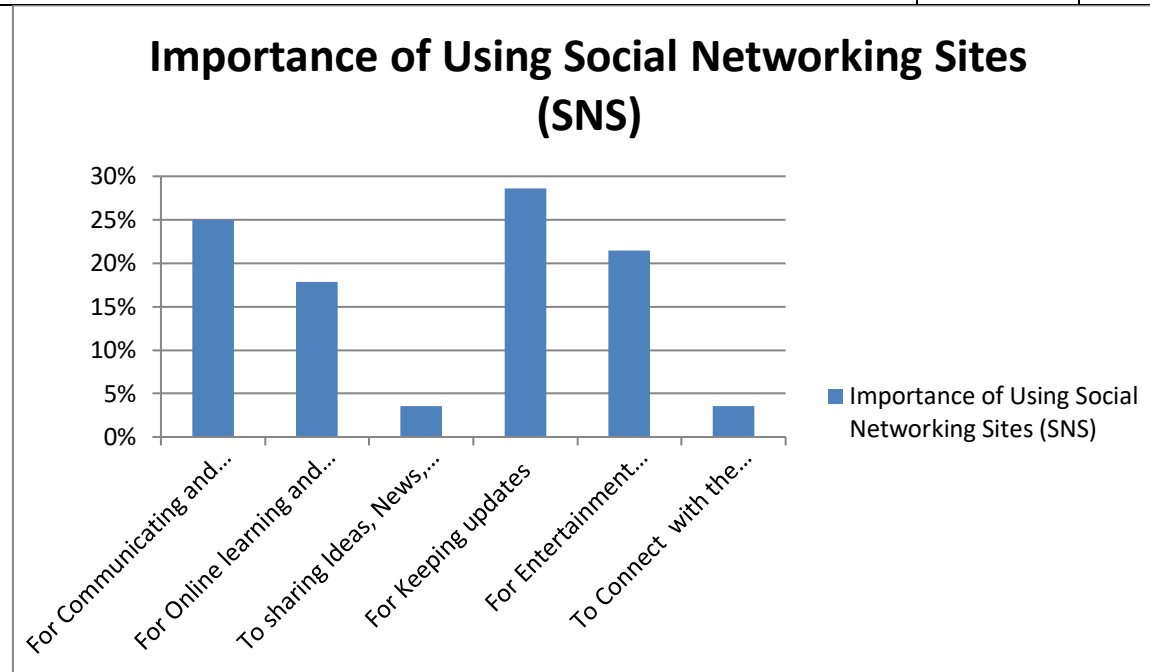 Importance of Using Social Networking Sites
(SNS)
30%
25%
20%
15%
10%
5%
0%
For Communicating and...
For Online learning and...
To sharing Ideas, News,...
For Keeping updates
For Entertainment...
To Connect  with the...
Importance of Using Social
Networking Sites (SNS)